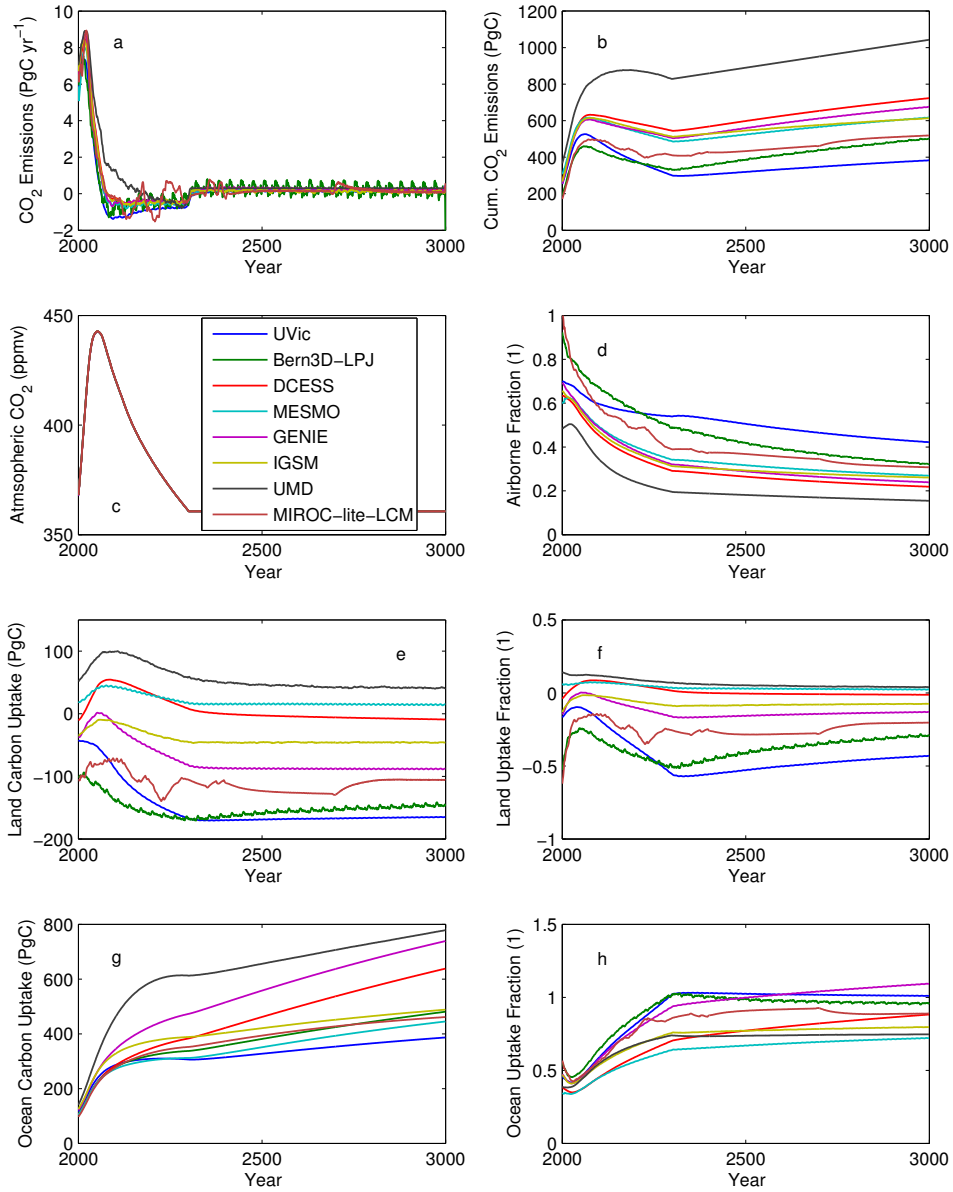 a
CO2 Emissions (PgC yr−1)
10
8
6
4
2
0
−2
2000
2500
3000
Year
b
Cum. CO2 Emissions (PgC)
1200
1000
800
600
400
200
0
2000
2500
3000
Year
c
Atmsospheric CO2 (ppmv)
450
400
350
2000
2500
3000
Year
UVic
Bern3D−LPJ
DCESS
MESMO
GENIE
IGSM
UMD
MIROC−lite−LCM
d
Airborne Fraction (1)
1
0.8
0.6
0.4
0.2
0
2000
2500
3000
Year
e
Land Carbon Uptake (PgC)
100
0
−100
−200
2000
2500
3000
Year
f
Land Uptake Fraction (1)
0.5
0
−0.5
−1
2000
2500
3000
Year
g
Ocean Carbon Uptake (PgC)
800
600
400
200
0
2000
2500
3000
Year
h
Ocean Uptake Fraction (1)
1.5
1
0.5
0
2000
2500
3000
Year